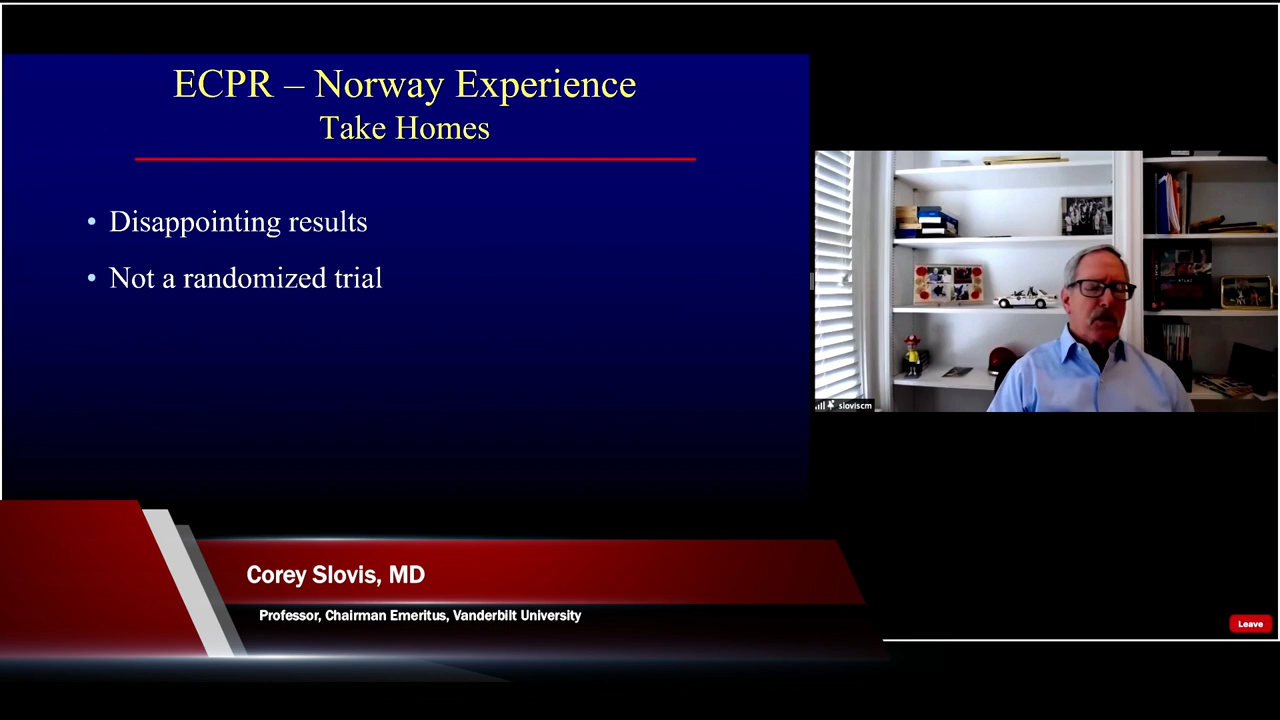 ECPR – Norway Experience
Take Homes
• Disappointing results
• Not a randomized trial
sloviscm
Corey Slovis, MD
Professor, Chairman Emeritus, Vanderbilt University
Leave